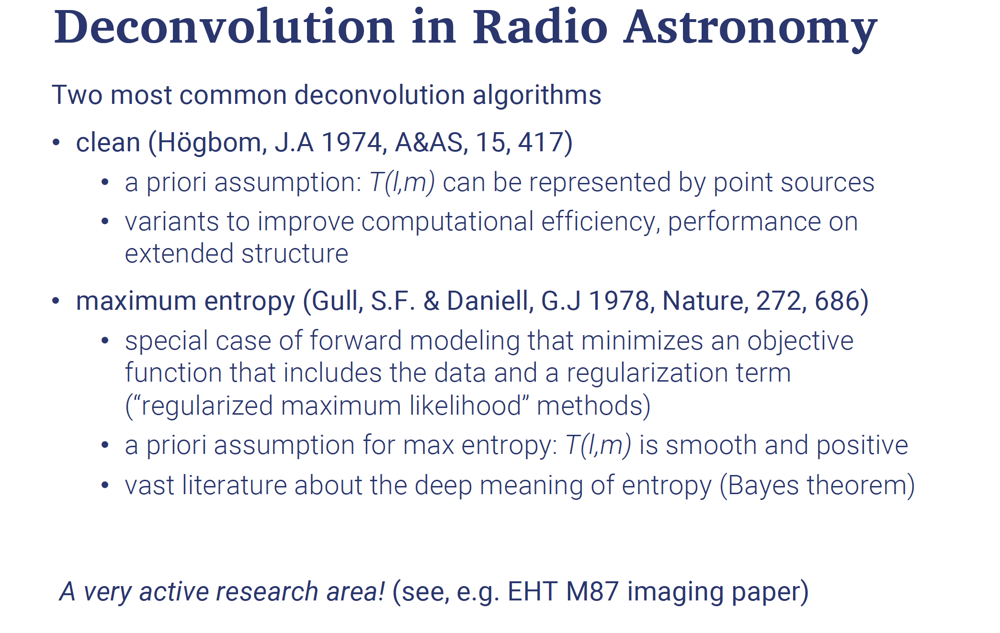 Deconvolution in Radio Astronomy
Two most common deconvolution algorithms
• clean (Högbom, J.A 1974, A&AS, 15, 417)
• a priori assumption: T(l,m) can be represented by point sources
• variants to improve computational efficiency, performance on
extended structure
• maximum entropy (Gull, S.F. & Daniell, G.J 1978, Nature, 272, 686)
• special case of forward modeling that minimizes an objective
function that includes the data and a regularization term
(“regularized maximum likelihood” methods)
• a priori assumption for max entropy: T(l,m) is smooth and positive
• vast literature about the deep meaning of entropy (Bayes theorem)
A very active research area! (see, e.g. EHT M87 imaging paper)